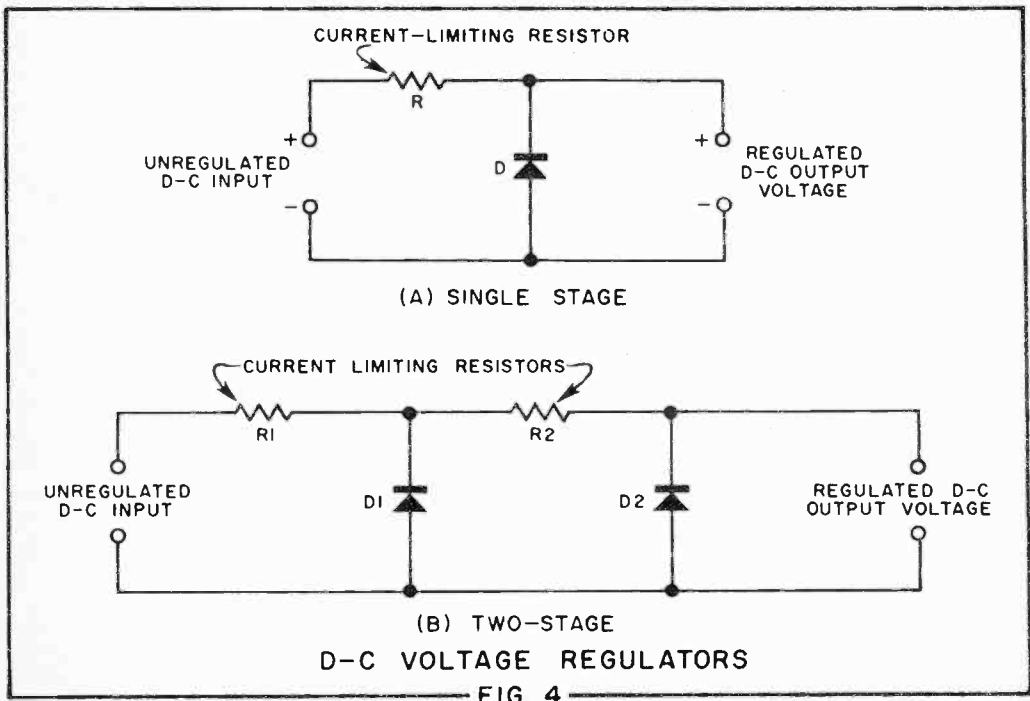 CURRENT-LIMITING RESISTOR
R
+
+
UNREGULATED
D-C INPUT
D
REGULATED
D-C OUTPUT
VOLTAGE
-
-
(A) SINGLE STAGE
CURRENT LIMITING RESISTORS
R1
R2
UNREGULATED
D-C INPUT
D1
D2
REGULATED D-C
OUTPUT VOLTAGE
(B) TWO-STAGE
D-C VOLTAGE REGULATORS
FIG 4